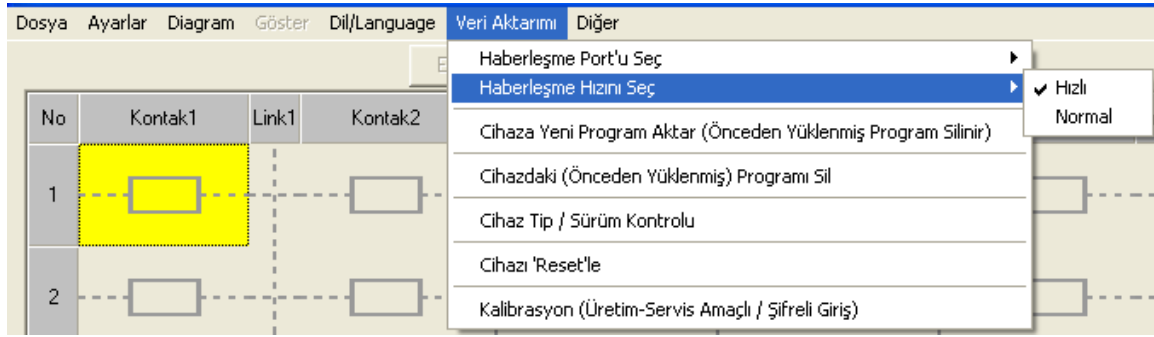 Dosya Ayarlar Diagram Göster Dil/Language Veri Aktarımı Diğer
Haberleşme Port'u Seç
Haberleşme Hızını Seç
Hızlı
Normal
No Kontak1 Link1 Kontak2
Cihaza Yeni Program Aktar (Önceden Yüklenmiş Program Silinir)
1
Cihazdaki (Önceden Yüklenmiş) Programı Sil
Cihaz Tip / Sürüm Kontrolu
Cihazı 'Reset'le
2
Kalibrasyon (Üretim-Servis Amaçlı / Şifreli Giriş)